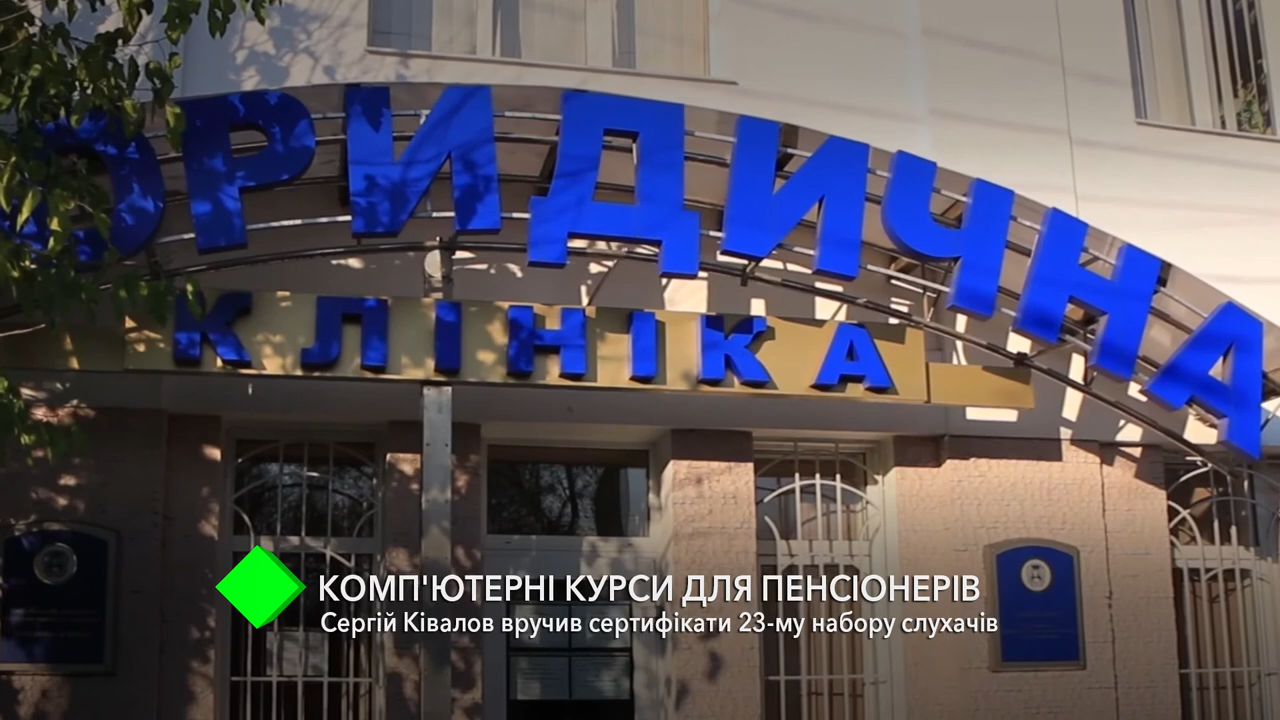 ЮРИДИЧНА
КЛІНІКА
КОМП'ЮТЕРНІ КУРСИ ДЛЯ ПЕНСІОНЕРІВ
Сергій Ківалов вручив сертифікати 23-му набору слухачів